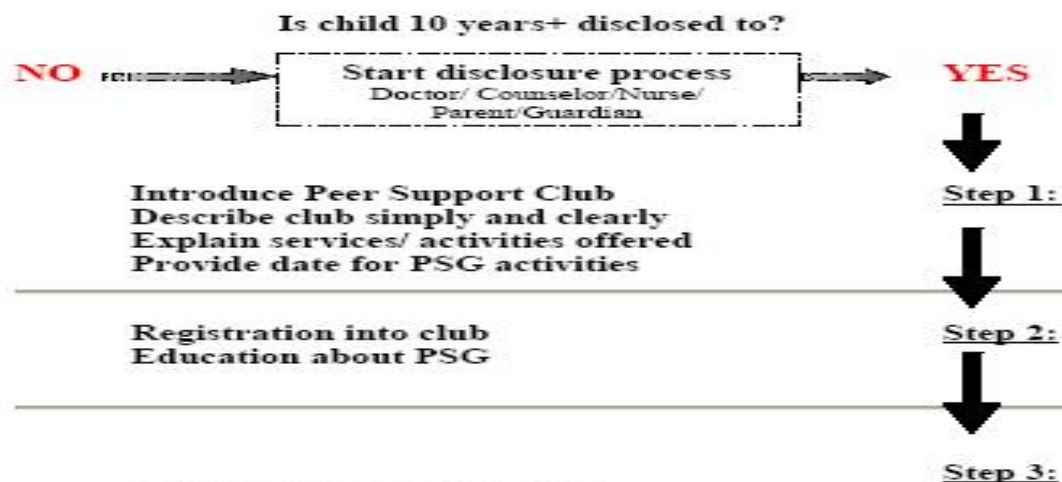 Is child 10 years+ disclosed to?
NO
Start disclosure process
YES
Doctor/ Counselor/Nurse/
Parent/Guardian
Introduce Peer Support Club
Step 1:
Describe club simply and clearly
Explain services/ activities offered
Provide date for PSG activities
Registration into club
Step 2:
Education about PSG
Step 3: